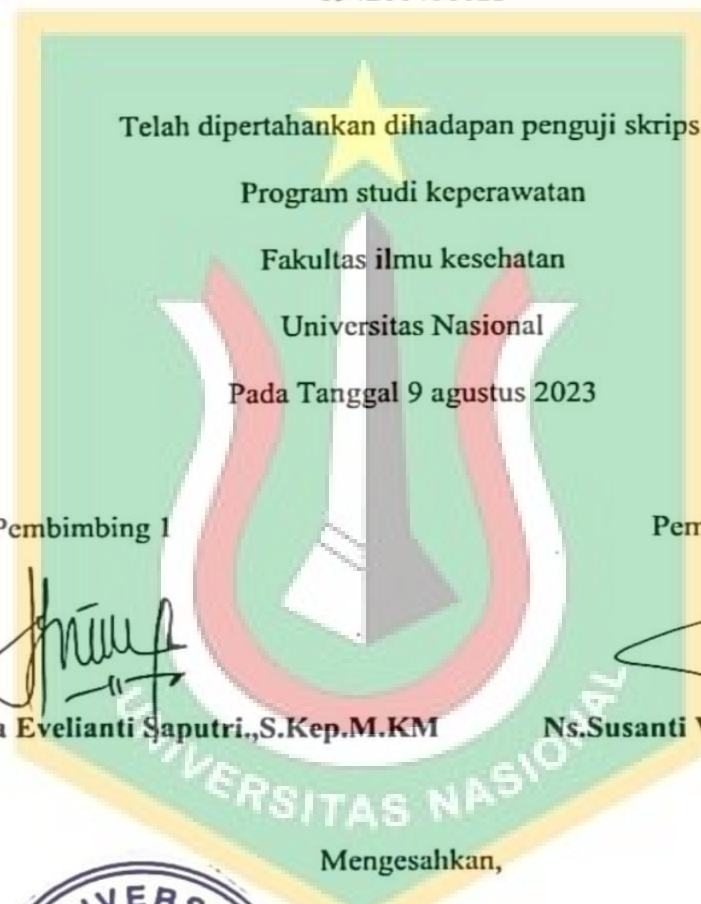 Telah dipertahankan dihadapan penguji skrips
Program studi keperawatan
Fakultas ilmu kesehatan
Universitas Nasional
Pada Tanggal 9 agustus 2023
Pembimbing 1
Pem
a Evelianti Saputri.,S.Kep.M.KM
Ns.Susanti
UNIVERSITAS NASIONAL
Mengesahkan,
IVERS